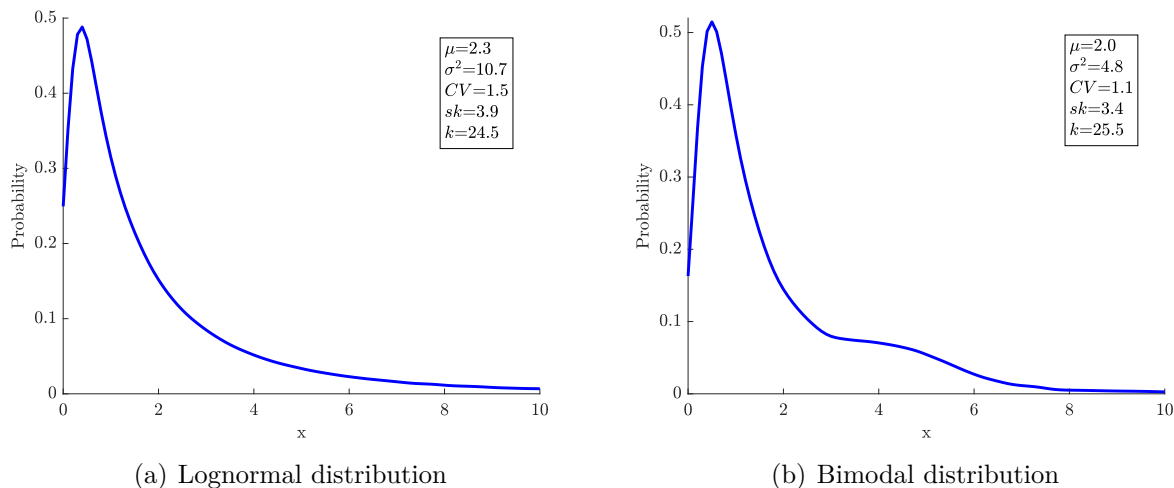 0.5
0.4
0.3
0.2
0.1
0
Probability
0 2 4 6 8 10
x
μ=2.3
σ²=10.7
CV=1.5
sk=3.9
k=24.5
(a) Lognormal distribution
0.5
0.4
0.3
0.2
0.1
0
Probability
0 2 4 6 8 10
x
μ=2.0
σ²=4.8
CV=1.1
sk=3.4
k=25.5
(b) Bimodal distribution